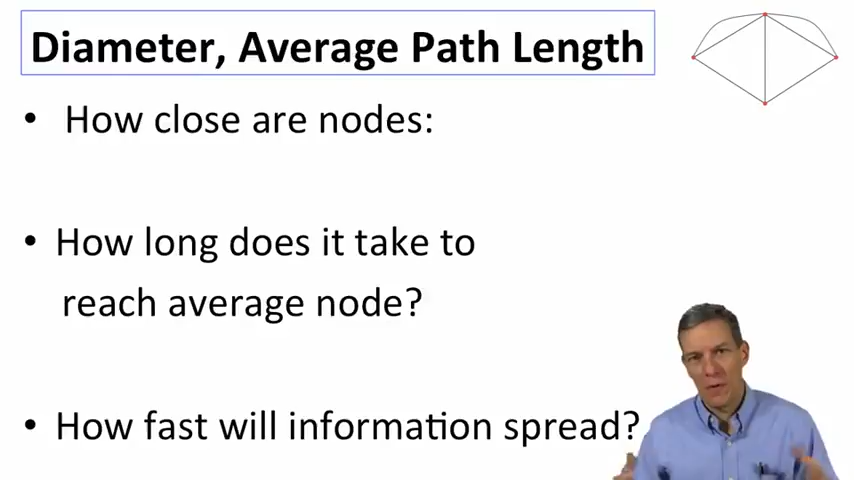 Diameter, Average Path Length
• How close are nodes:
• How long does it take to
reach average node?
• How fast will information spread?